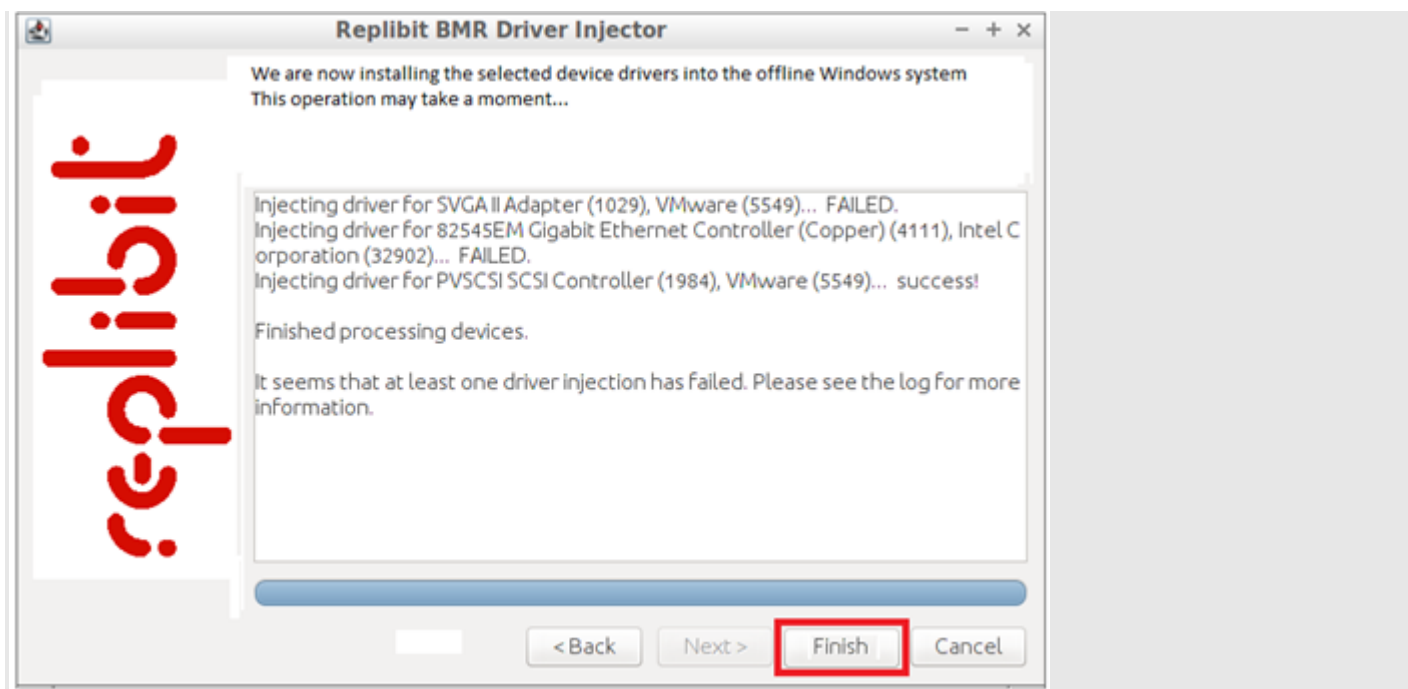 Replibit BMR Driver Injector
We are now installing the selected device drivers into the offline Windows system
This operation may take a moment...
replibit
Injecting driver for SVGA II Adapter (1029), VMware (5549)... FAILED.
Injecting driver for 82545EM Gigabit Ethernet Controller (Copper) (4111), Intel C
orporation (32902)... FAILED.
Injecting driver for PVSCSI SCSI Controller (1984), VMware (5549)... success!
Finished processing devices.
It seems that at least one driver injection has failed. Please see the log for more
information.
< Back Next > Finish Cancel